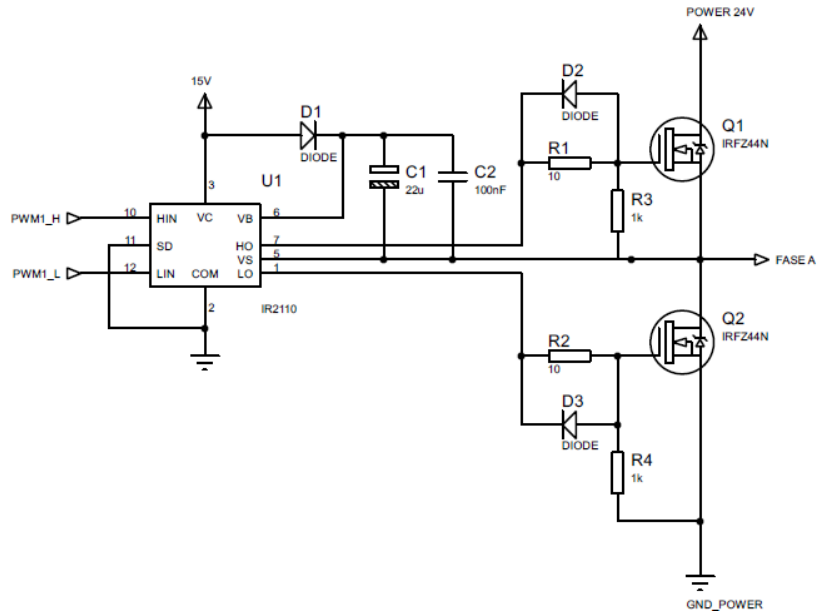 POWER 24V
15V
D1
DIODE
D2
DIODE
Q1
IRFZ44N
R1
10
R3
1k
C1
22u
C2
100nF
U1
3
PWM1_H
10
HIN
VC
VB
6
11
SD
HO
7
VS
5
PWM1_L
12
LIN
COM
LO
1
2
IR2110
FASE A
Q2
IRFZ44N
R2
10
D3
DIODE
R4
1k
GND_POWER